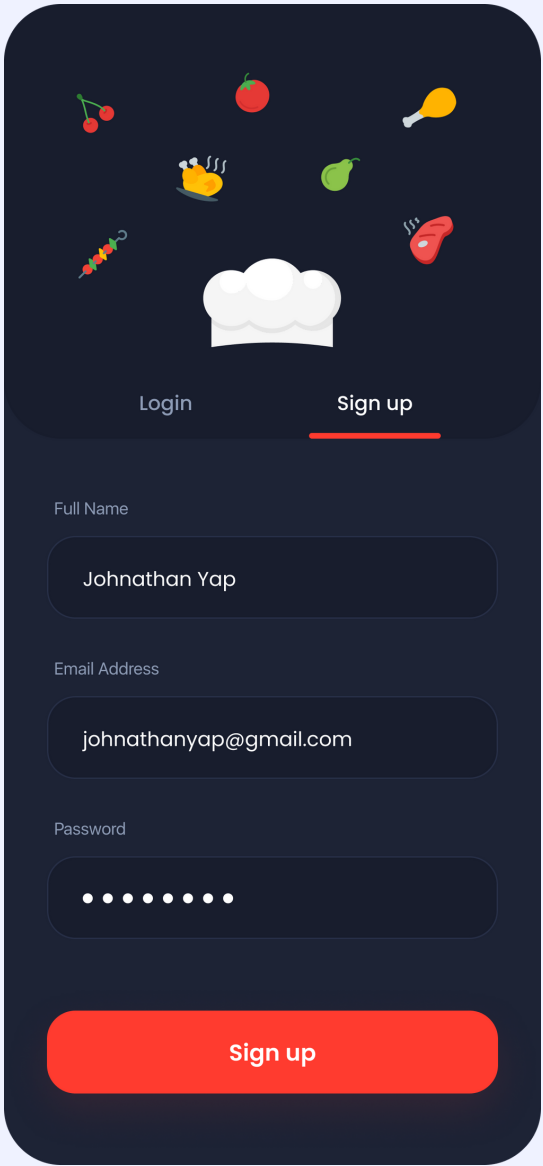 Login
Sign up
Full Name
Johnathan Yap
Email Address
johnathanyap@gmail.com
Password
Sign up